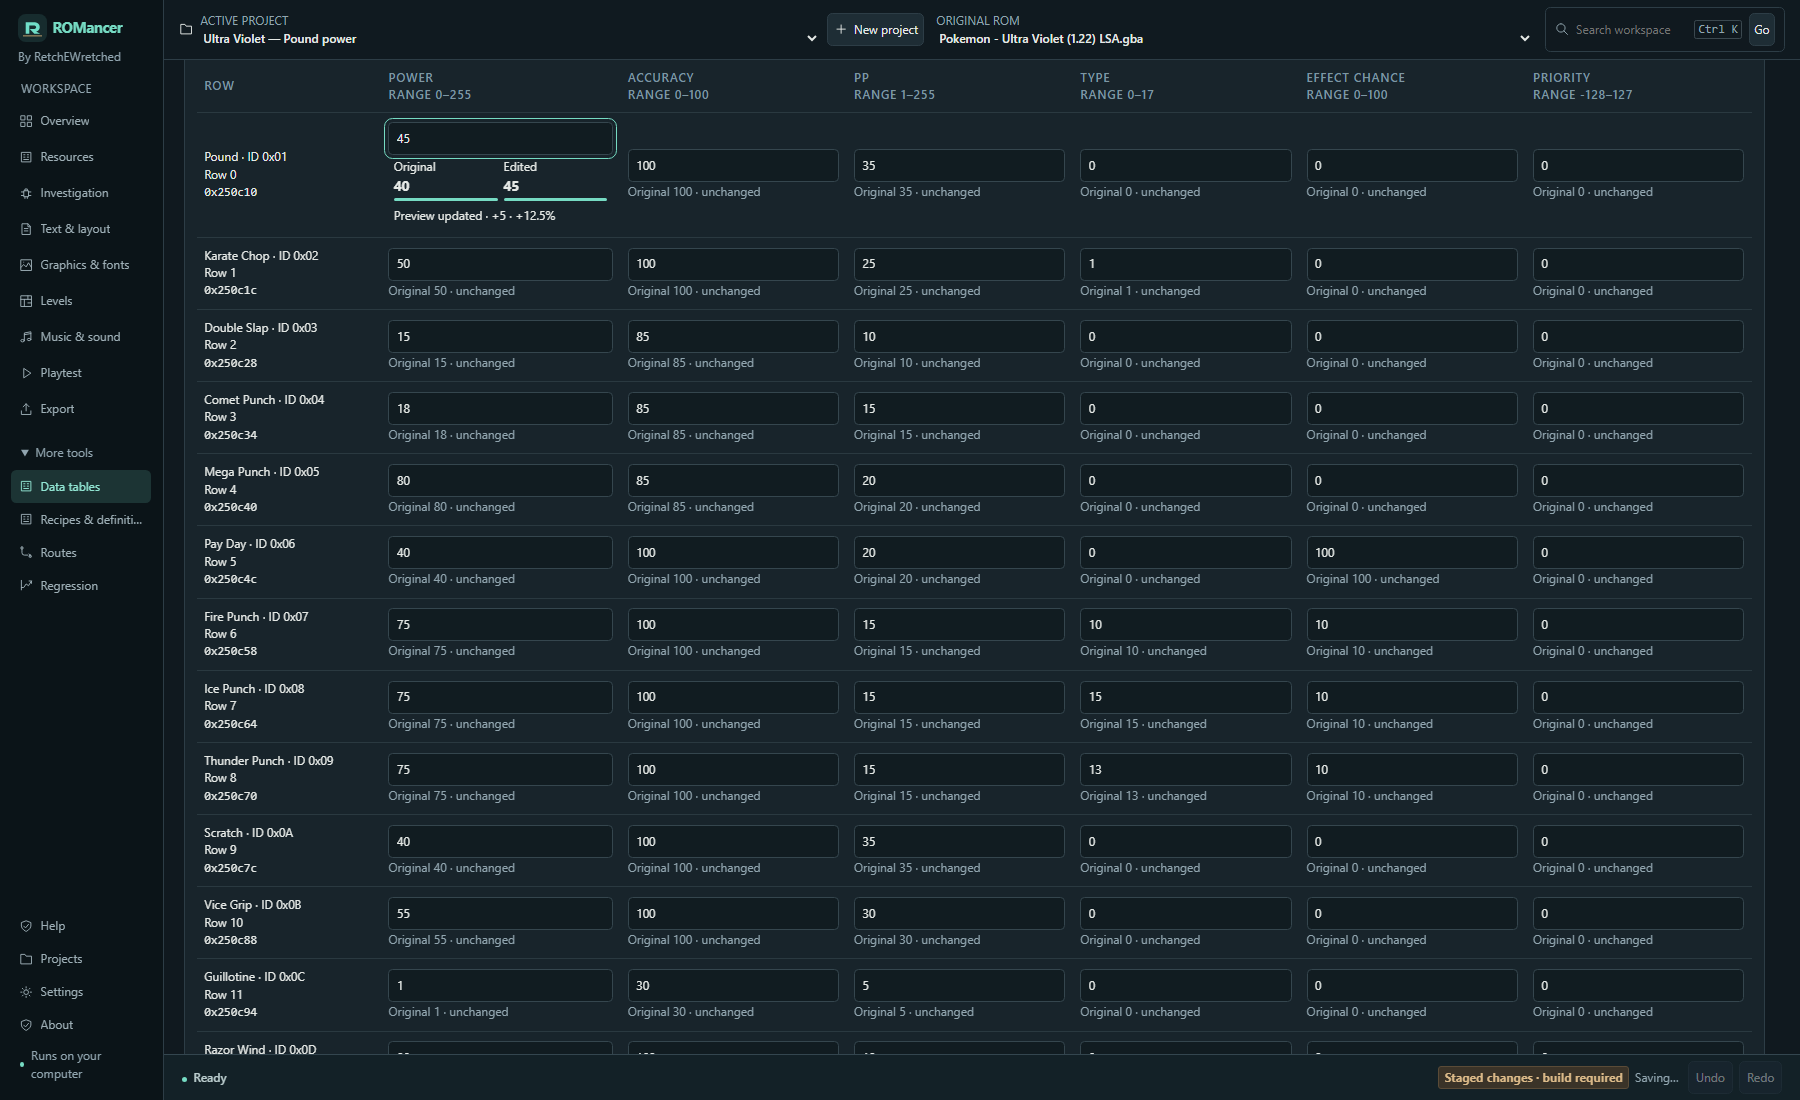 ROMancer
By RetchEWretched
WORKSPACE
Overview
Resources
Investigation
Text & layout
Graphics & fonts
Levels
Music & sound
Playtest
Export
▼ More tools
Data tables
Recipes & definiti...
Routes
Regression
Help
Projects
Settings
About
Runs on your
computer
ACTIVE PROJECT
Ultra Violet — Pound power
+ New project
ORIGINAL ROM
Pokemon - Ultra Violet (1.22) LSA.gba
Search workspace Ctrl K Go
ROW
POWER
RANGE 0–255
ACCURACY
RANGE 0–100
PP
RANGE 1–255
TYPE
RANGE 0–17
EFFECT CHANCE
RANGE 0–100
PRIORITY
RANGE -128–127
Pound · ID 0x01
Row 0
0x250c10
45
Original Edited
40 45
Preview updated · +5 · +12.5%
100 35 0 0 0
Original 100 · unchanged Original 35 · unchanged Original 0 · unchanged Original 0 · unchanged Original 0 · unchanged
Karate Chop · ID 0x02
Row 1
0x250c1c
50 100 25 1 0 0
Original 50 · unchanged Original 100 · unchanged Original 25 · unchanged Original 1 · unchanged Original 0 · unchanged Original 0 · unchanged
Double Slap · ID 0x03
Row 2
0x250c28
15 85 10 0 0 0
Original 15 · unchanged Original 85 · unchanged Original 10 · unchanged Original 0 · unchanged Original 0 · unchanged Original 0 · unchanged
Comet Punch · ID 0x04
Row 3
0x250c34
18 85 15 0 0 0
Original 18 · unchanged Original 85 · unchanged Original 15 · unchanged Original 0 · unchanged Original 0 · unchanged Original 0 · unchanged
Mega Punch · ID 0x05
Row 4
0x250c40
80 85 20 0 0 0
Original 80 · unchanged Original 85 · unchanged Original 20 · unchanged Original 0 · unchanged Original 0 · unchanged Original 0 · unchanged
Pay Day · ID 0x06
Row 5
0x250c4c
40 100 20 0 100 0
Original 40 · unchanged Original 100 · unchanged Original 20 · unchanged Original 0 · unchanged Original 100 · unchanged Original 0 · unchanged
Fire Punch · ID 0x07
Row 6
0x250c58
75 100 15 10 10 0
Original 75 · unchanged Original 100 · unchanged Original 15 · unchanged Original 10 · unchanged Original 10 · unchanged Original 0 · unchanged
Ice Punch · ID 0x08
Row 7
0x250c64
75 100 15 15 10 0
Original 75 · unchanged Original 100 · unchanged Original 15 · unchanged Original 15 · unchanged Original 10 · unchanged Original 0 · unchanged
Thunder Punch · ID 0x09
Row 8
0x250c70
75 100 15 13 10 0
Original 75 · unchanged Original 100 · unchanged Original 15 · unchanged Original 13 · unchanged Original 10 · unchanged Original 0 · unchanged
Scratch · ID 0x0A
Row 9
0x250c7c
40 100 35 0 0 0
Original 40 · unchanged Original 100 · unchanged Original 35 · unchanged Original 0 · unchanged Original 0 · unchanged Original 0 · unchanged
Vice Grip · ID 0x0B
Row 10
0x250c88
55 100 30 0 0 0
Original 55 · unchanged Original 100 · unchanged Original 30 · unchanged Original 0 · unchanged Original 0 · unchanged Original 0 · unchanged
Guillotine · ID 0x0C
Row 11
0x250c94
1 30 5 0 0 0
Original 1 · unchanged Original 30 · unchanged Original 5 · unchanged Original 0 · unchanged Original 0 · unchanged Original 0 · unchanged
Razor Wind · ID 0x0D
Ready
Staged changes · build required Saving... Undo Redo